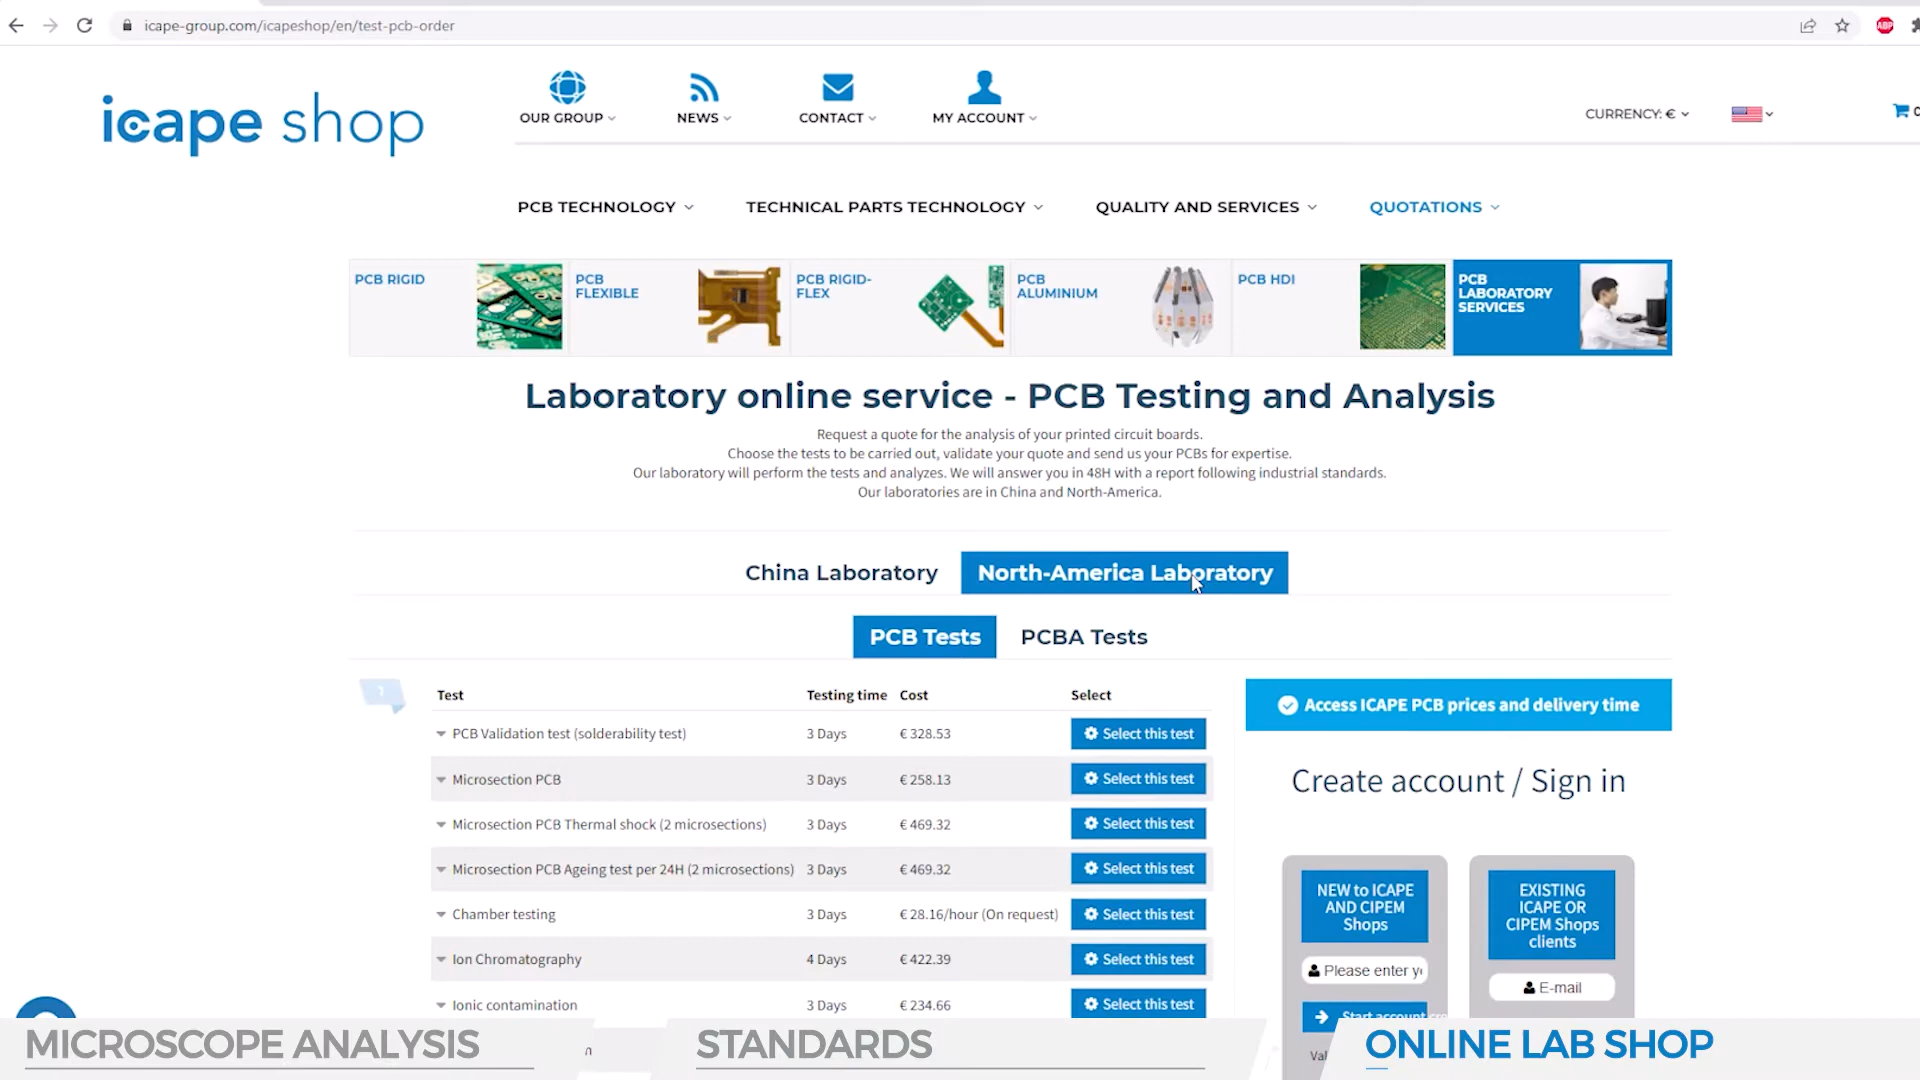 icape-group.com/icapeshop/en/test-pcb-order
ABP
icape shop
OUR GROUP
NEWS
CONTACT
MY ACCOUNT
CURRENCY: €
0
PCB TECHNOLOGY
TECHNICAL PARTS TECHNOLOGY
QUALITY AND SERVICES
QUOTATIONS
PCB RIGID
PCB
FLEXIBLE
PCB RIGID-
FLEX
PCB
ALUMINIUM
PCB HDI
PCB
LABORATORY
SERVICES
Laboratory online service - PCB Testing and Analysis
Request a quote for the analysis of your printed circuit boards.
Choose the tests to be carried out, validate your quote and send us your PCBs for expertise.
Our laboratory will perform the tests and analyzes. We will answer you in 48H with a report following industrial standards.
Our laboratories are in China and North-America.
China Laboratory
North-America Laboratory
PCB Tests
PCBA Tests
1
Test Testing time Cost Select
PCB Validation test (solderability test) 3 Days € 328.53 Select this test
Microsection PCB 3 Days € 258.13 Select this test
Microsection PCB Thermal shock (2 microsections) 3 Days € 469.32 Select this test
Microsection PCB Ageing test per 24H (2 microsections) 3 Days € 469.32 Select this test
Chamber testing 3 Days € 28.16/hour (On request) Select this test
Ion Chromatography 4 Days € 422.39 Select this test
Ionic contamination 3 Days € 234.66 Select this test
Access ICAPE PCB prices and delivery time
Create account / Sign in
NEW to ICAPE
AND CIPEM
Shops
Please enter y
Start account
EXISTING
ICAPE OR
CIPEM Shops
clients
E-mail
MICROSCOPE ANALYSIS
STANDARDS
ONLINE LAB SHOP